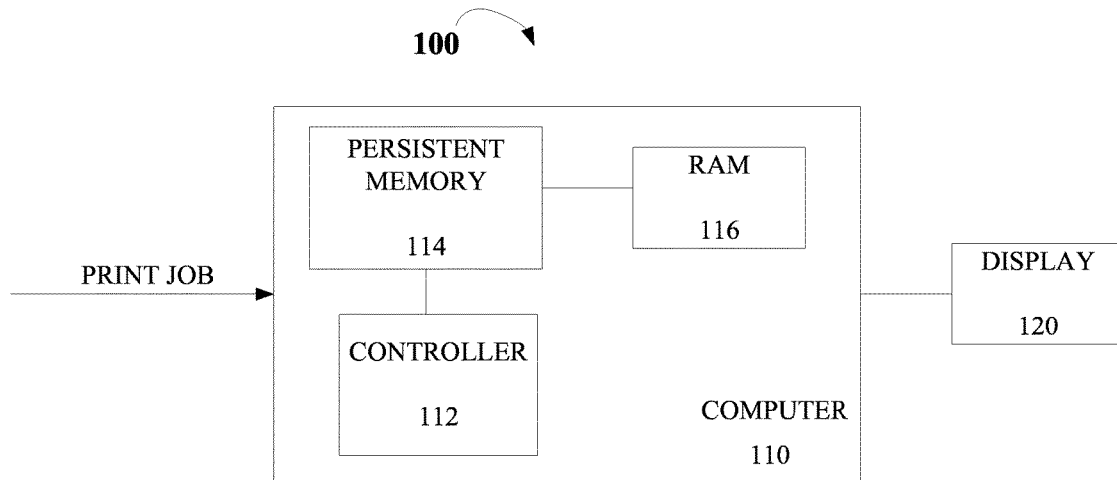 100
PERSISTENT
MEMORY
114
RAM
116
PRINT JOB
DISPLAY
120
CONTROLLER
112
COMPUTER
110